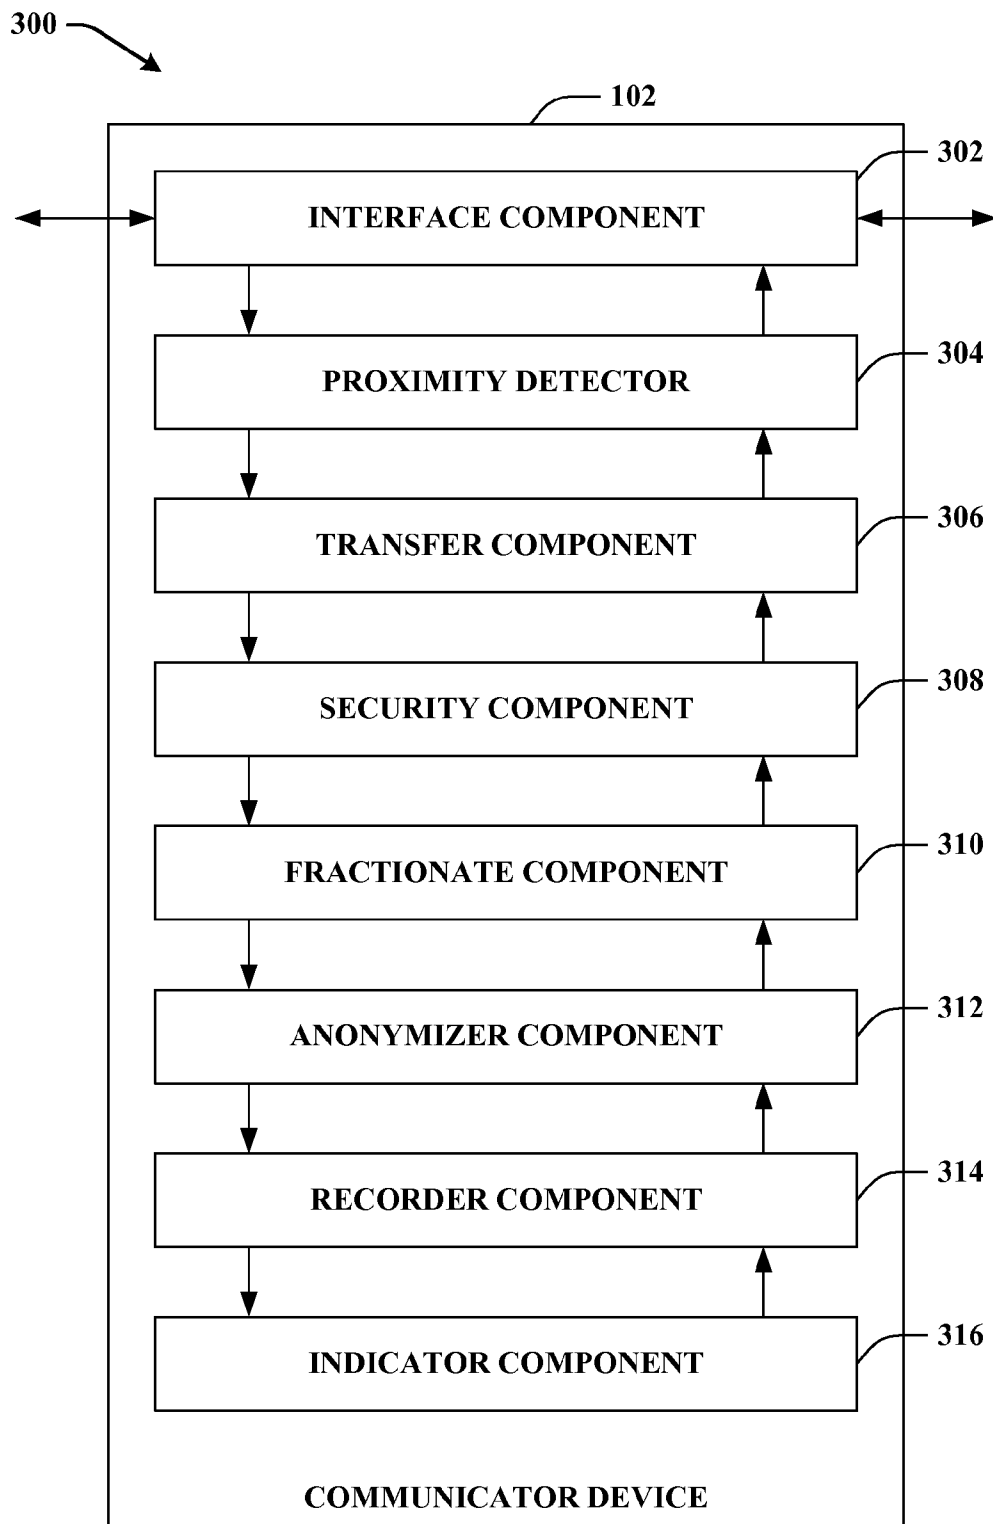 300
102
302
INTERFACE COMPONENT
304
PROXIMITY DETECTOR
306
TRANSFER COMPONENT
308
SECURITY COMPONENT
310
FRACTIONATE COMPONENT
312
ANONYMIZER COMPONENT
314
RECORDER COMPONENT
316
INDICATOR COMPONENT
COMMUNICATOR DEVICE